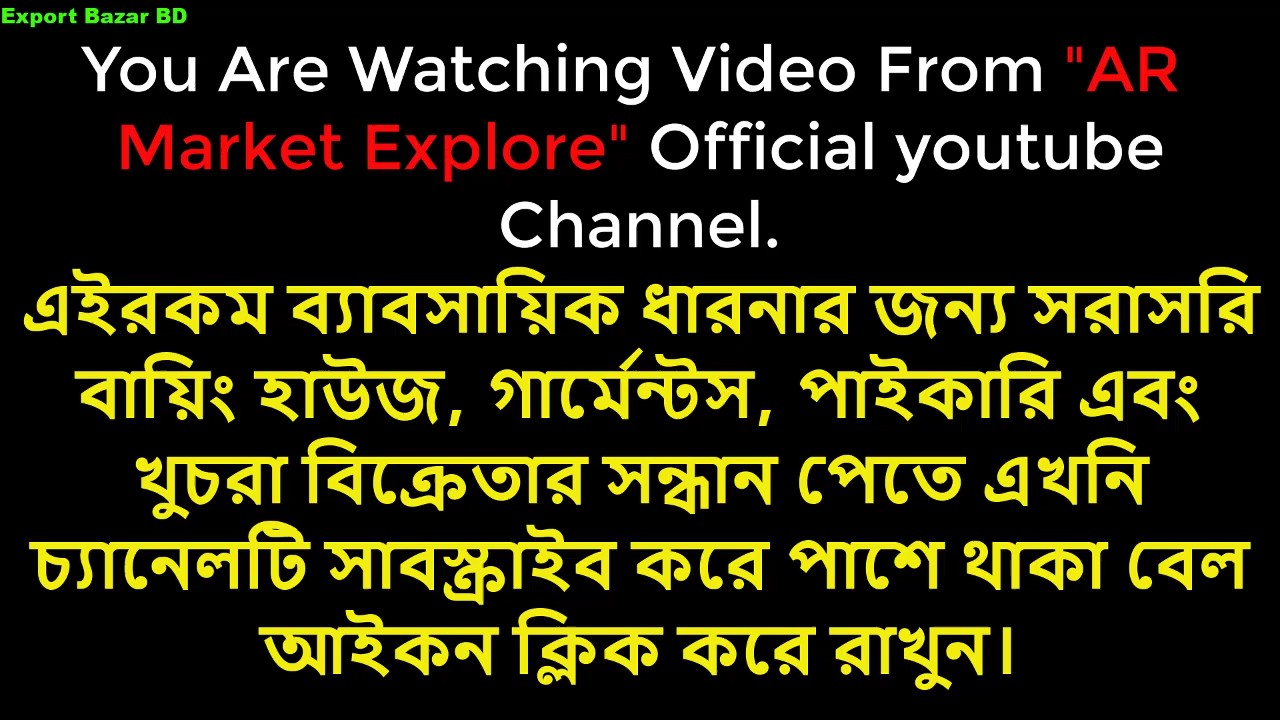 Export Bazar BD
You Are Watching Video From "AR
Market Explore" Official youtube
Channel.
এইরকম ব্যাবসায়িক ধারনার জন্য সরাসরি
বায়িং হাউজ, গার্মেন্টস, পাইকারি এবং
খুচরা বিক্রেতার সন্ধান পেতে এখনি
চ্যানেলটি সাবস্ক্রাইব করে পাশে থাকা বেল
আইকন ক্লিক করে রাখুন।